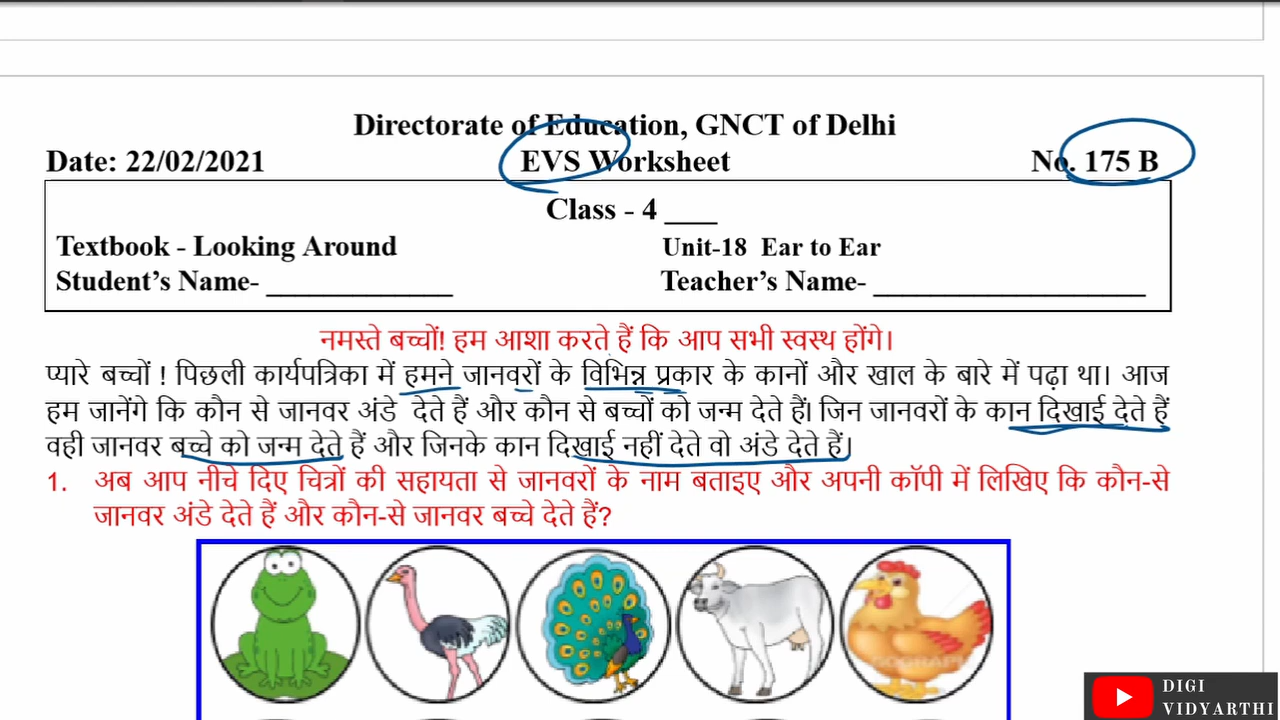 Directorate of Education, GNCT of Delhi
Date: 22/02/2021 EVS Worksheet No. 175 B
Class - 4 ____
Textbook - Looking Around Unit-18 Ear to Ear
Student's Name- _____________ Teacher's Name- ___________________
नमस्ते बच्चों! हम आशा करते हैं कि आप सभी स्वस्थ होंगे।
प्यारे बच्चों ! पिछली कार्यपत्रिका में हमने जानवरों के विभिन्न प्रकार के कानों और खाल के बारे में पढ़ा था। आज
हम जानेंगे कि कौन से जानवर अंडे देते हैं और कौन से बच्चों को जन्म देते हैं। जिन जानवरों के कान दिखाई देते हैं
वही जानवर बच्चे को जन्म देते हैं और जिनके कान दिखाई नहीं देते वो अंडे देते हैं।
1. अब आप नीचे दिए चित्रों की सहायता से जानवरों के नाम बताइए और अपनी कॉपी में लिखिए कि कौन-से
जानवर अंडे देते हैं और कौन-से जानवर बच्चे देते हैं?
DIGI
VIDYARTHI